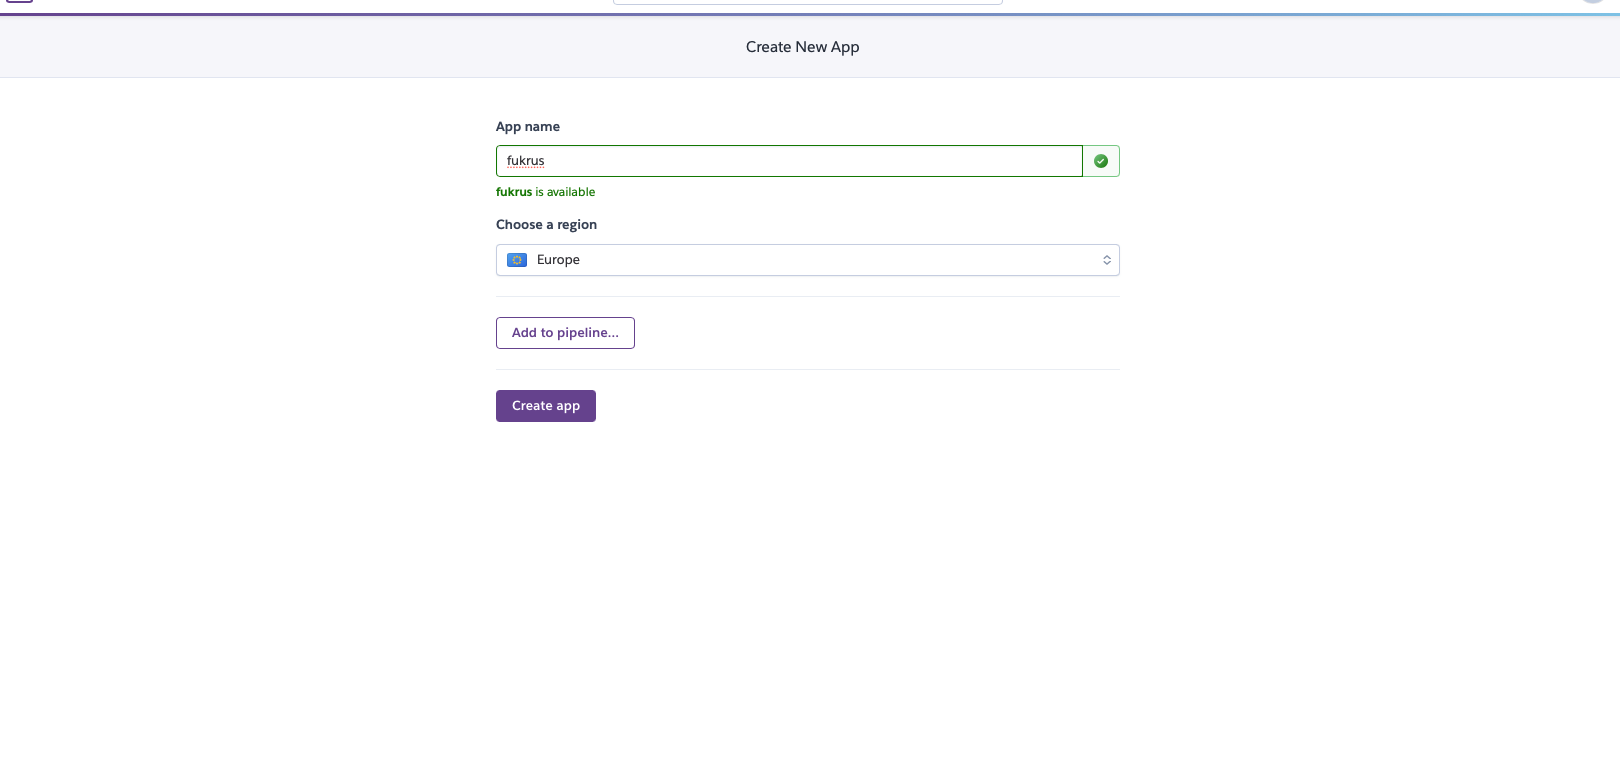 Create New App
App name
fukrus
fukrus is available
Choose a region
Europe
Add to pipeline...
Create app